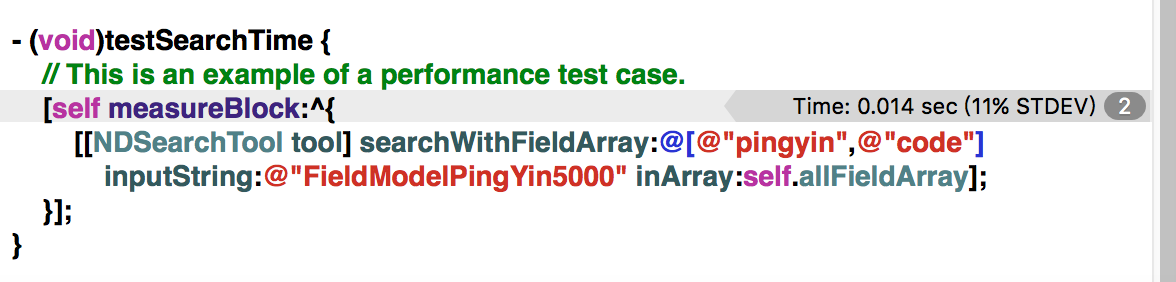 - (void)testSearchTime {
// This is an example of a performance test case.
[self measureBlock:^{ Time: 0.014 sec (11% STDEV) 2
[[NDSearchTool tool] searchWithFieldArray:@[@"pingyin",@"code"]
inputString:@"FieldModelPingYin5000" inArray:self.allFieldArray];
}];
}